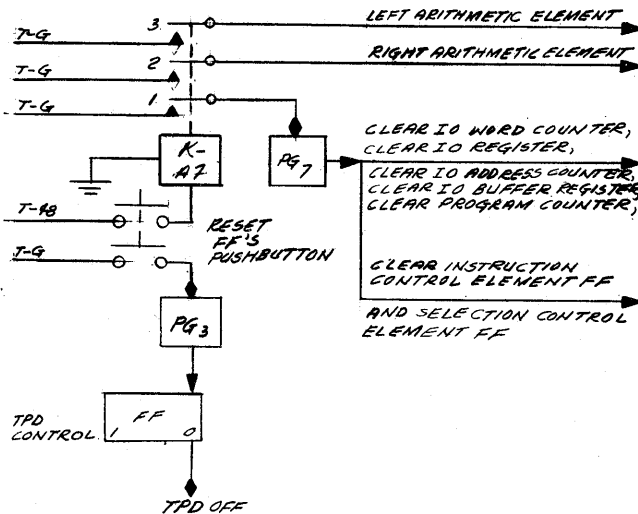 3 LEFT ARITHMETIC ELEMENT
T-G
2 RIGHT ARITHMETIC ELEMENT
T-G
1
T-G
K-
A7
PG7
CLEAR IO WORD COUNTER,
CLEAR IO REGISTER,
CLEAR IO ADDRESS COUNTER,
CLEAR IO BUFFER REGISTER,
CLEAR PROGRAM COUNTER,
T-48
RESET
FF'S
PUSHBUTTON
T-G
CLEAR INSTRUCTION
CONTROL ELEMENT FF
AND SELECTION CONTROL
ELEMENT FF
PG3
TPD
CONTROL
FF
1 0
TPD OFF